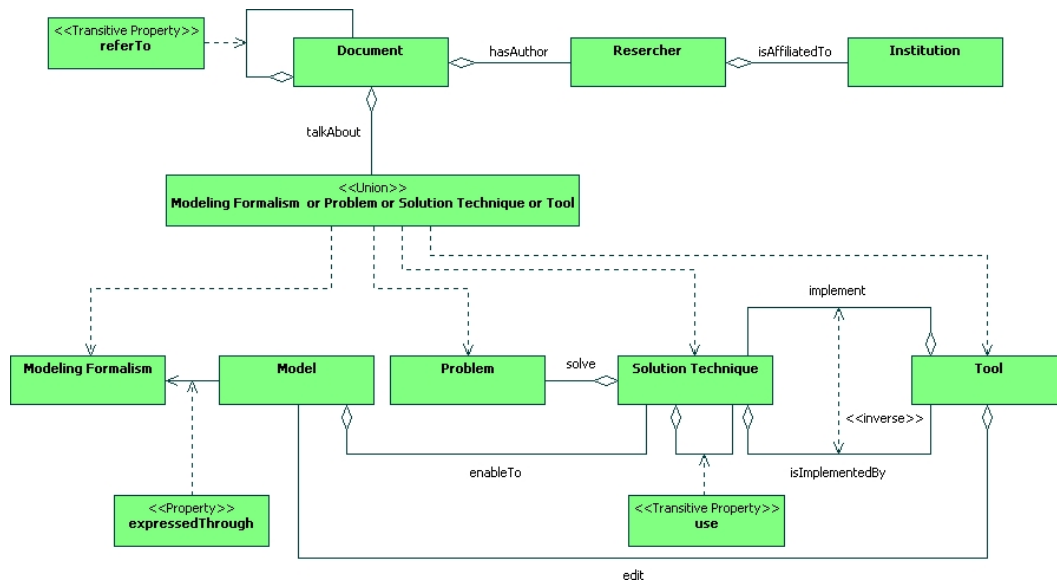 <<Transitive Property>>
referTo
Document
hasAuthor
Resercher
isAffiliatedTo
Institution
talkAbout
<<Union>>
Modeling Formalism or Problem or Solution Technique or Tool
implement
Modeling Formalism
Model
Problem
solve
Solution Technique
Tool
<<inverse>>
enableTo
isImplementedBy
<<Property>>
expressedThrough
<<Transitive Property>>
use
edit